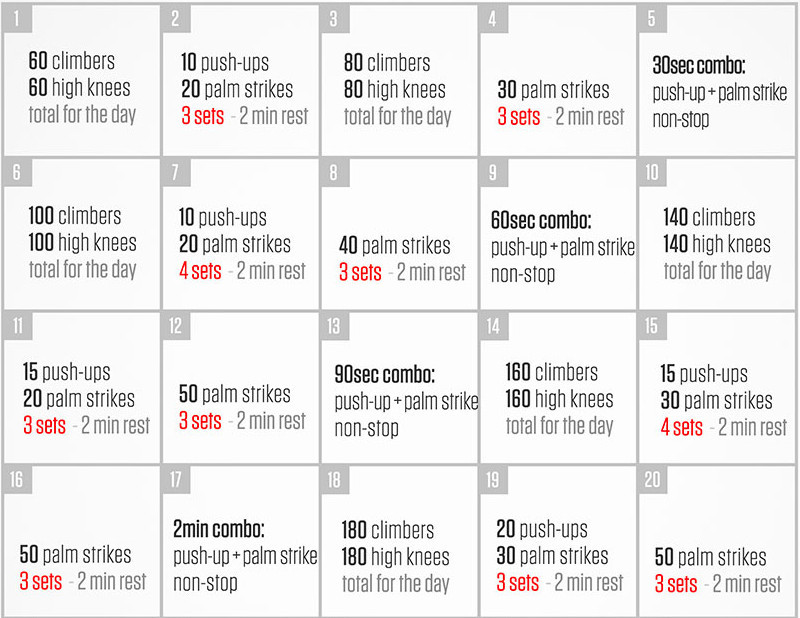 1
60 climbers
60 high knees
total for the day
2
10 push-ups
20 palm strikes
3 sets - 2 min rest
3
80 climbers
80 high knees
total for the day
4
30 palm strikes
3 sets - 2 min rest
5
30sec combo:
push-up + palm strike
non-stop
6
100 climbers
100 high knees
total for the day
7
10 push-ups
20 palm strikes
4 sets - 2 min rest
8
40 palm strikes
3 sets - 2 min rest
9
60sec combo:
push-up + palm strike
non-stop
10
140 climbers
140 high knees
total for the day
11
15 push-ups
20 palm strikes
3 sets - 2 min rest
12
50 palm strikes
3 sets - 2 min rest
13
90sec combo:
push-up + palm strike
non-stop
14
160 climbers
160 high knees
total for the day
15
15 push-ups
30 palm strikes
4 sets - 2 min rest
16
50 palm strikes
3 sets - 2 min rest
17
2min combo:
push-up + palm strike
non-stop
18
180 climbers
180 high knees
total for the day
19
20 push-ups
30 palm strikes
3 sets - 2 min rest
20
50 palm strikes
3 sets - 2 min rest